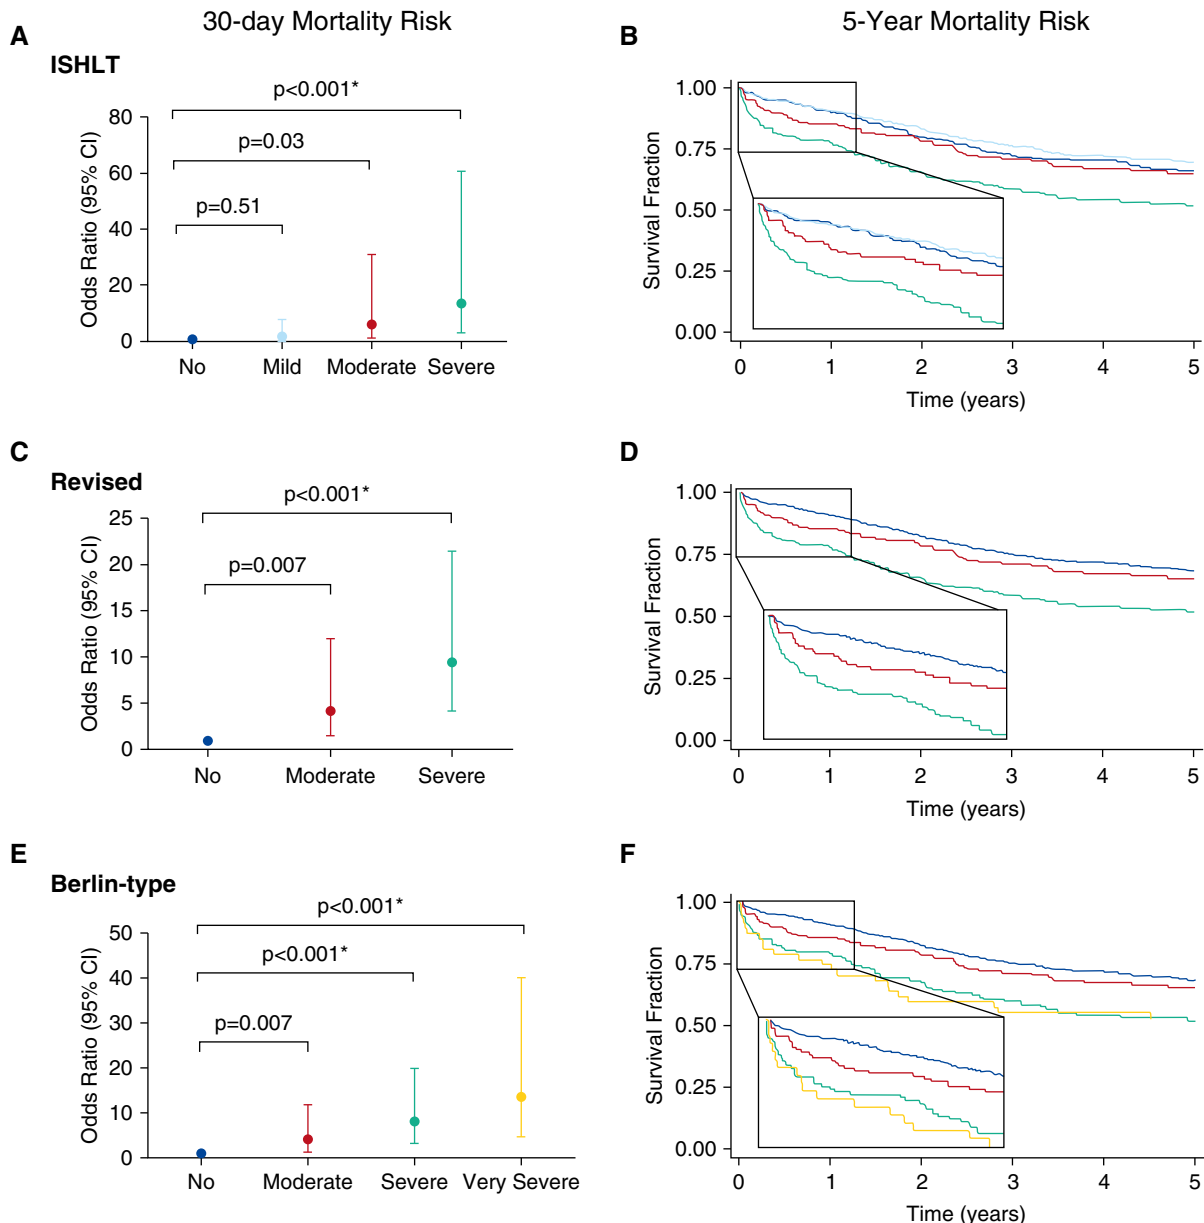 30-day Mortality Risk
5-Year Mortality Risk
A
ISHLT
p<0.001*
p=0.03
p=0.51
80
60
40
20
0
Odds Ratio (95% CI)
No Mild Moderate Severe
B
1.00
0.75
0.50
0.25
0.00
Survival Fraction
0 1 2 3 4 5
Time (years)
C
Revised
p<0.001*
p=0.007
25
20
15
10
5
0
Odds Ratio (95% CI)
No Moderate Severe
D
1.00
0.75
0.50
0.25
0.00
Survival Fraction
0 1 2 3 4 5
Time (years)
E
Berlin-type
p<0.001*
p<0.001*
p=0.007
50
40
30
20
10
0
Odds Ratio (95% CI)
No Moderate Severe Very Severe
F
1.00
0.75
0.50
0.25
0.00
Survival Fraction
0 1 2 3 4 5
Time (years)